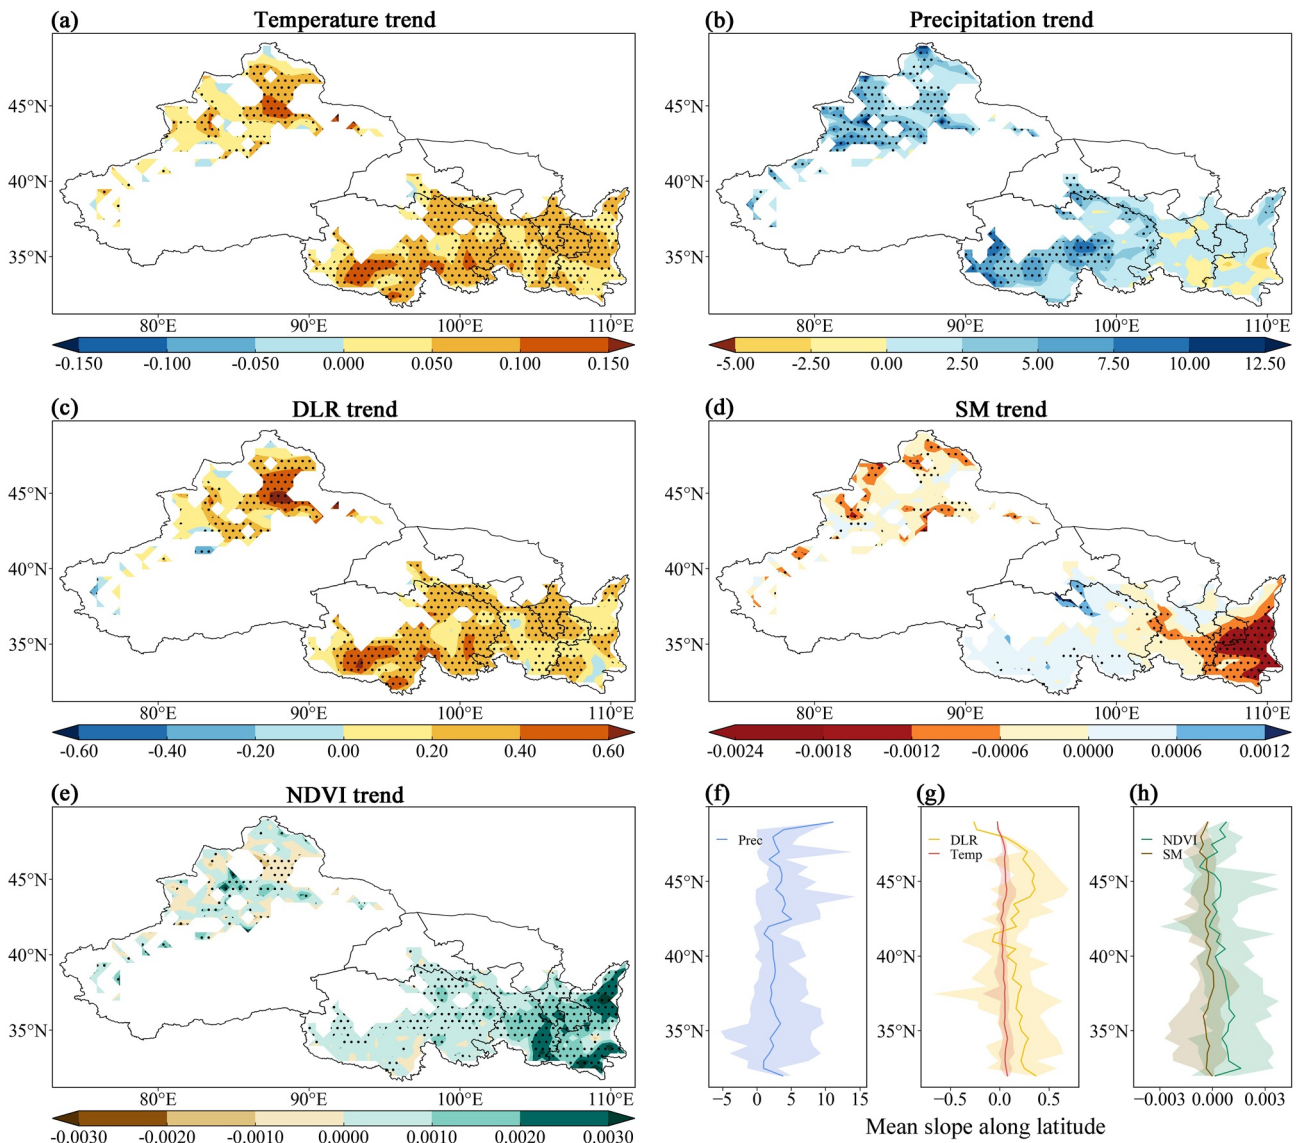 (a) Temperature trend
45°N
40°N
35°N
80°E 90°E 100°E 110°E
-0.150 -0.100 -0.050 0.000 0.050 0.100 0.150
(b) Precipitation trend
45°N
40°N
35°N
80°E 90°E 100°E 110°E
-5.00 -2.50 0.00 2.50 5.00 7.50 10.00 12.50
(c) DLR trend
45°N
40°N
35°N
80°E 90°E 100°E 110°E
-0.60 -0.40 -0.20 0.00 0.20 0.40 0.60
(d) SM trend
45°N
40°N
35°N
80°E 90°E 100°E 110°E
-0.0024 -0.0018 -0.0012 -0.0006 0.0000 0.0006 0.0012
(e) NDVI trend
45°N
40°N
35°N
80°E 90°E 100°E 110°E
-0.0030 -0.0020 -0.0010 0.0000 0.0010 0.0020 0.0030
(f)
Prec
45°N
40°N
35°N
−5 0 5 10 15
(g)
DLR
Temp
45°N
40°N
35°N
−0.5 0.0 0.5
(h)
NDVI
SM
45°N
40°N
35°N
−0.003 0.000 0.003
Mean slope along latitude